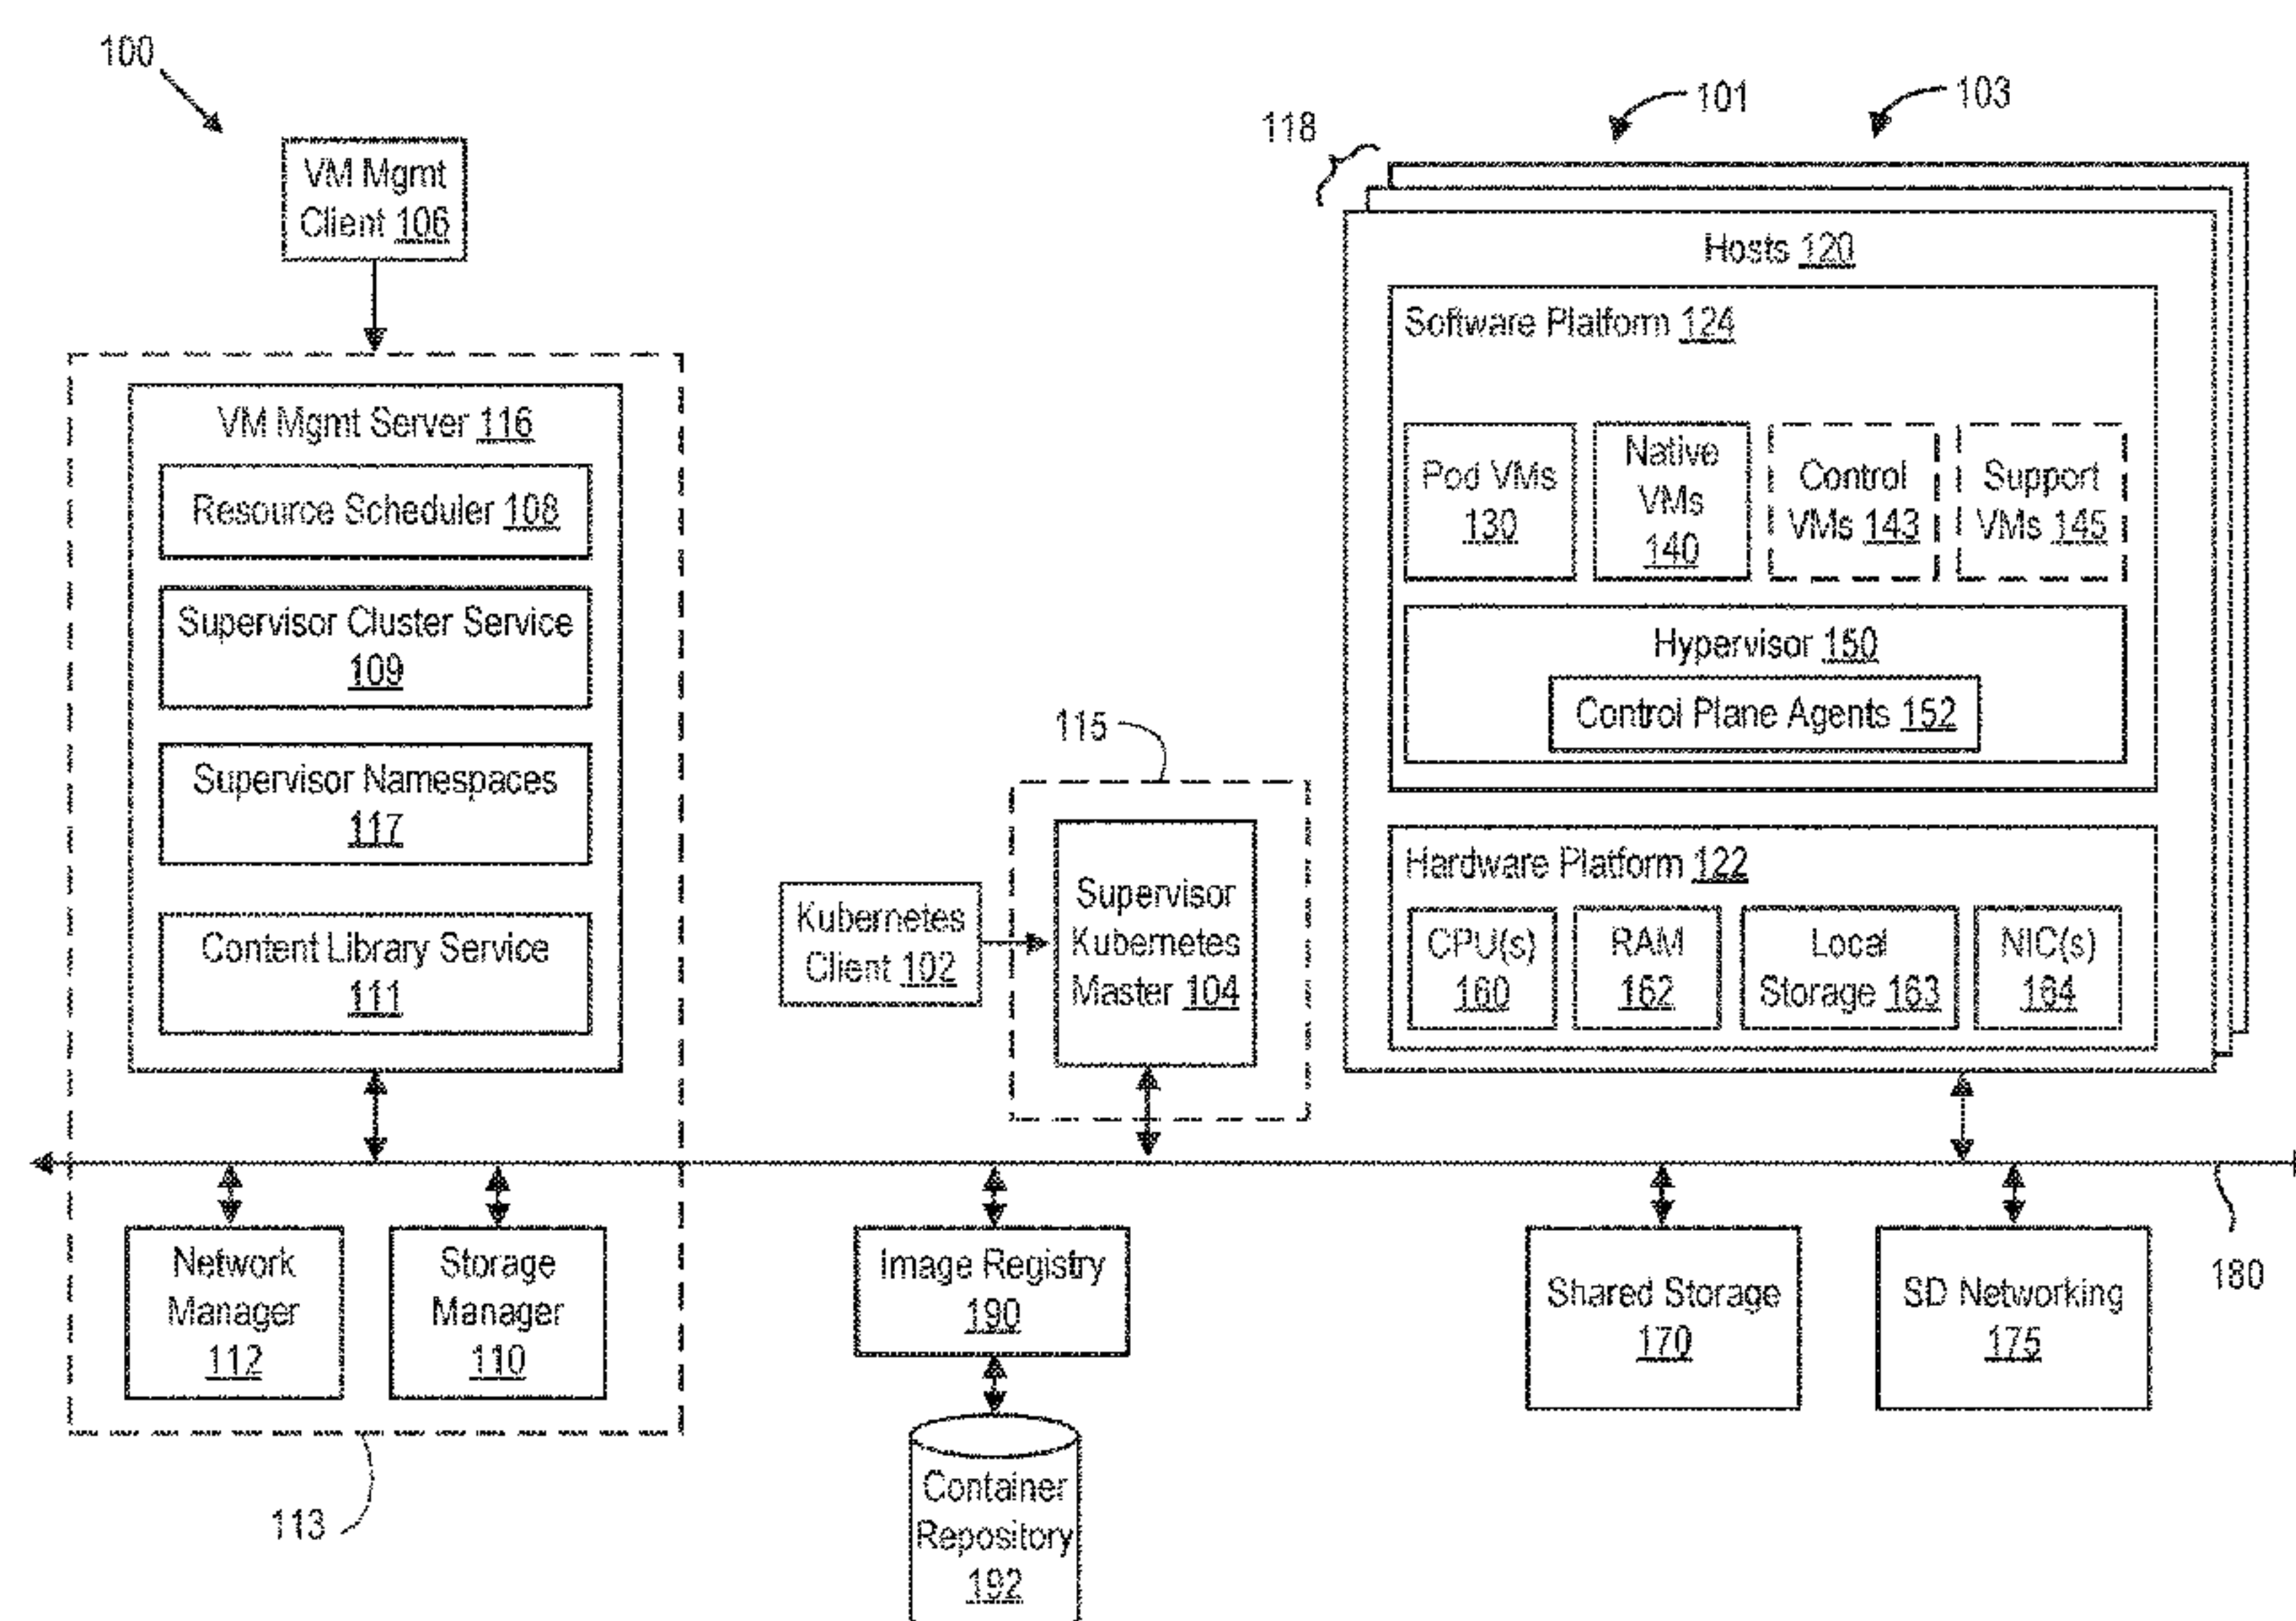 100
101
103
118
VM Mgmt
Client 106
Hosts 120
Software Platform 124
VM Mgmt Server 116
Resource Scheduler 108
Supervisor Cluster Service
109
Supervisor Namespaces
117
Content Library Service
111
Pod VMs
130
Native
VMs
140
Control
VMs 143
Support
VMs 145
Hypervisor 150
Control Plane Agents 152
115
Kubernetes
Client 102
Supervisor
Kubernetes
Master 104
Hardware Platform 122
CPU(s)
160
RAM
162
Local
Storage 163
NIC(s)
164
Network
Manager
112
Storage
Manager
110
Image Registry
190
Shared Storage
170
SD Networking
175
180
113
Container
Repository
192